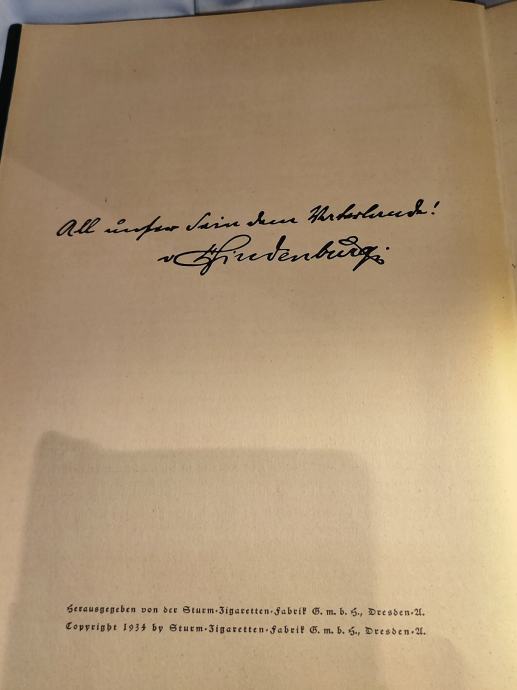 All unser Sein dem Vaterlande!
v Hindenburg
Herausgegeben von der Sturm-Zigaretten-Fabrik G. m. b. H., Dresden-A.
Copyright 1934 by Sturm-Zigaretten-Fabrik G. m. b. H., Dresden-A.